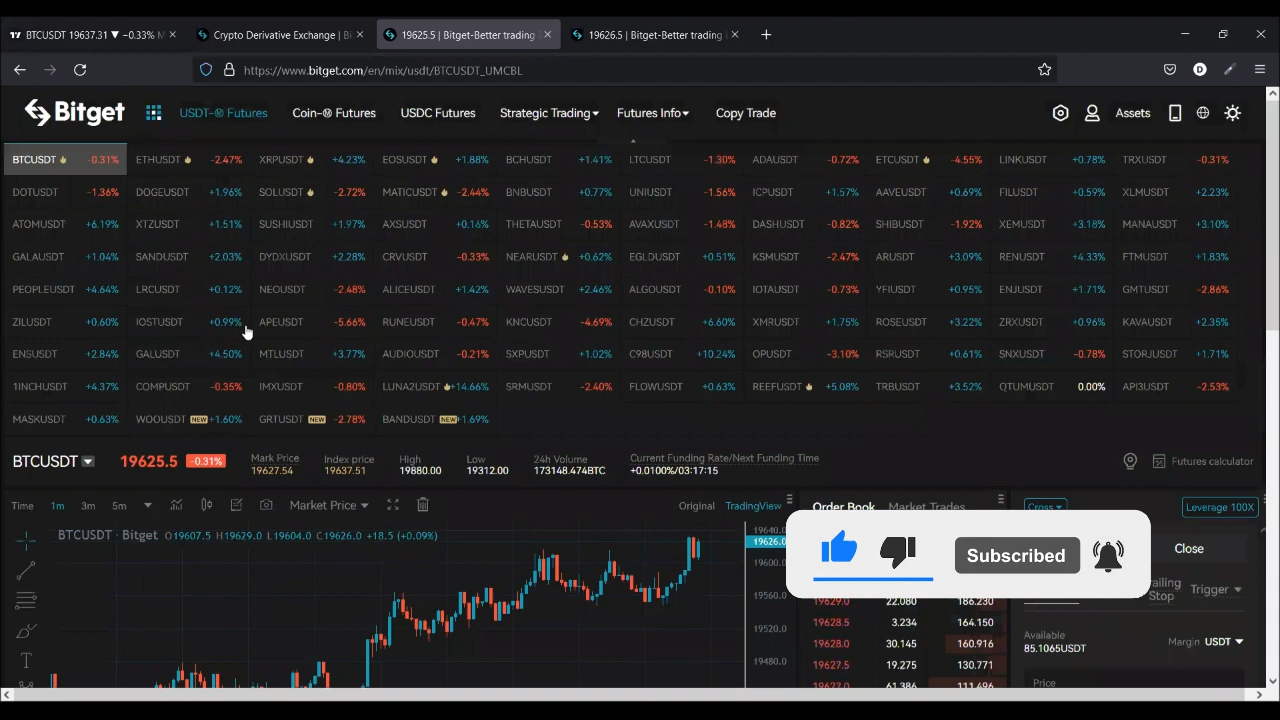 BTCUSDT 19637.31 ▼ −0.33% × Crypto Derivative Exchange | Bi × 19625.5 | Bitget-Better trading × 19626.5 | Bitget-Better trading × +
https://www.bitget.com/en/mix/usdt/BTCUSDT_UMCBL
Bitget USDT-Ⓜ Futures Coin-Ⓜ Futures USDC Futures Strategic Trading Futures Info Copy Trade Assets
BTCUSDT -0.31% ETHUSDT -2.47% XRPUSDT +4.23% EOSUSDT +1.88% BCHUSDT +1.41% LTCUSDT -1.30% ADAUSDT -0.72% ETCUSDT -4.55% LINKUSDT +0.78% TRXUSDT -0.31%
DOTUSDT -1.36% DOGEUSDT +1.96% SOLUSDT -2.72% MATICUSDT -2.44% BNBUSDT +0.77% UNIUSDT -1.56% ICPUSDT +1.57% AAVEUSDT +0.69% FILUSDT +0.59% XLMUSDT +2.23%
ATOMUSDT +6.19% XTZUSDT +1.51% SUSHIUSDT +1.97% AXSUSDT +0.16% THETAUSDT -0.53% AVAXUSDT -1.48% DASHUSDT -0.82% SHIBUSDT -1.92% XEMUSDT +3.18% MANAUSDT +3.10%
GALAUSDT +1.04% SANDUSDT +2.03% DYDXUSDT +2.28% CRVUSDT -0.33% NEARUSDT +0.62% EGLDUSDT +0.51% KSMUSDT -2.47% ARUSDT +3.09% RENUSDT +4.33% FTMUSDT +1.83%
PEOPLEUSDT +4.64% LRCUSDT +0.12% NEOUSDT -2.48% ALICEUSDT +1.42% WAVESUSDT +2.46% ALGOUSDT -0.10% IOTAUSDT -0.73% YFIUSDT +0.95% ENJUSDT +1.71% GMTUSDT -2.86%
ZILUSDT +0.60% IOSTUSDT +0.99% APEUSDT -5.66% RUNEUSDT -0.47% KNCUSDT -4.69% CHZUSDT +6.60% XMRUSDT +1.75% ROSEUSDT +3.22% ZRXUSDT +0.96% KAVAUSDT +2.35%
ENSUSDT +2.84% GALUSDT +4.50% MTLUSDT +3.77% AUDIOUSDT -0.21% SXPUSDT +1.02% C98USDT +10.24% OPUSDT -3.10% RSRUSDT +0.61% SNXUSDT -0.78% STORJUSDT +1.71%
1INCHUSDT +4.37% COMPUSDT -0.35% IMXUSDT -0.80% LUNA2USDT +14.66% SRMUSDT -2.40% FLOWUSDT +0.63% REEFUSDT +5.08% TRBUSDT +3.52% QTUMUSDT 0.00% API3USDT -2.53%
MASKUSDT +0.63% WOOUSDT NEW +1.60% GRTUSDT NEW -2.78% BANDUSDT NEW +1.69%
BTCUSDT 19625.5 -0.31% Mark Price Index price High Low 24h Volume Current Funding Rate/Next Funding Time Futures calculator
19627.54 19637.51 19880.00 19312.00 173148.474BTC +0.0100%/03:17:15
Time 1m 3m 5m Market Price Original TradingView Order Book Market Trades Cross Leverage 100X
BTCUSDT · Bitget O19607.5 H19629.0 L19604.0 C19626.0 +18.5 (+0.09%)
19640.0
19626.0
19600.0
19560.0
19520.0
19480.0
Subscribed
Close
Stop Trigger
19629.0 22.080 186.230
19628.5 3.234 164.150
19628.0 30.145 160.916
19627.5 19.275 130.771
19627.0 61.386 111.496
Available
85.1065USDT Margin USDT
Price